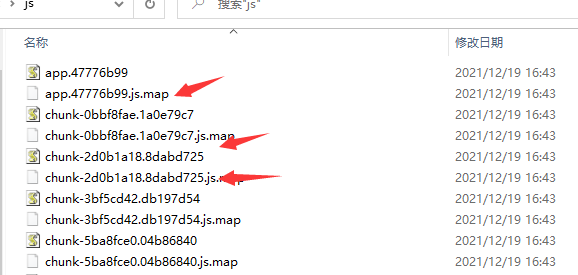 js
搜索"js"
名称 修改日期
app.47776b99 2021/12/19 16:43
app.47776b99.js.map 2021/12/19 16:43
chunk-0bbf8fae.1a0e79c7 2021/12/19 16:43
chunk-0bbf8fae.1a0e79c7.js.map 2021/12/19 16:43
chunk-2d0b1a18.8dabd725 2021/12/19 16:43
chunk-2d0b1a18.8dabd725.js.map 2021/12/19 16:43
chunk-3bf5cd42.db197d54 2021/12/19 16:43
chunk-3bf5cd42.db197d54.js.map 2021/12/19 16:43
chunk-5ba8fce0.04b86840 2021/12/19 16:43
chunk-5ba8fce0.04b86840.js.map 2021/12/19 16:43